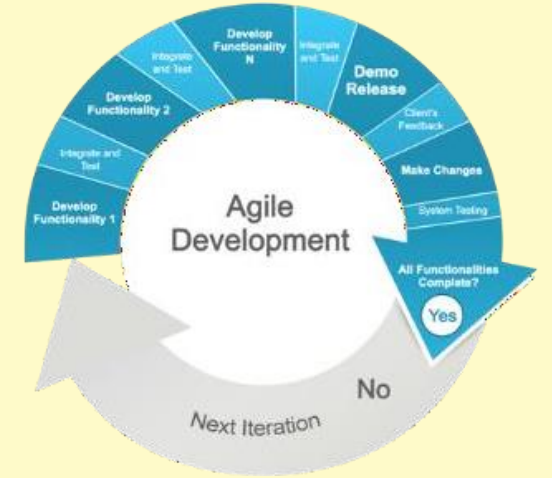 Develop
Functionality 1
Integrate and
Test
Develop
Functionality 2
Integrate
and Test
Develop
Functionality
N
Integrate
and Test
Demo
Release
Client's
Feedback
Make Changes
System Testing
All Functionalities
Complete?
Yes
No
Next Iteration
Agile
Development